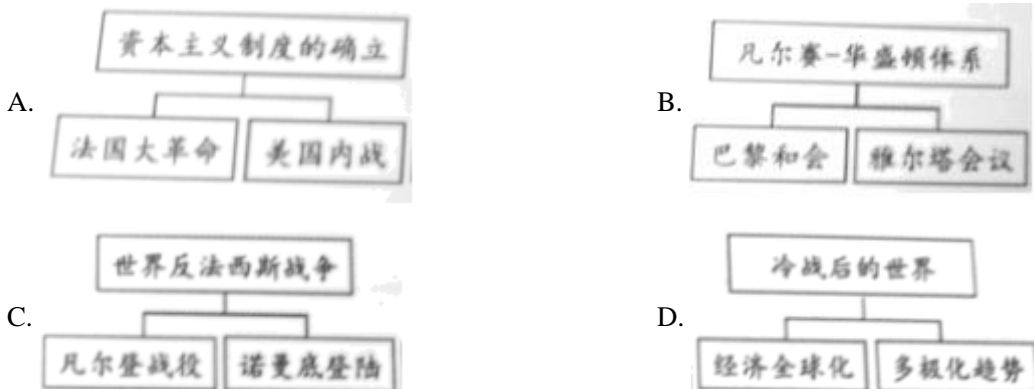 资本主义制度的确立
A.
法国大革命 美国内战
凡尔赛-华盛顿体系
B.
巴黎和会 雅尔塔会议
世界反法西斯战争
C.
凡尔登战役 诺曼底登陆
冷战后的世界
D.
经济全球化 多极化趋势